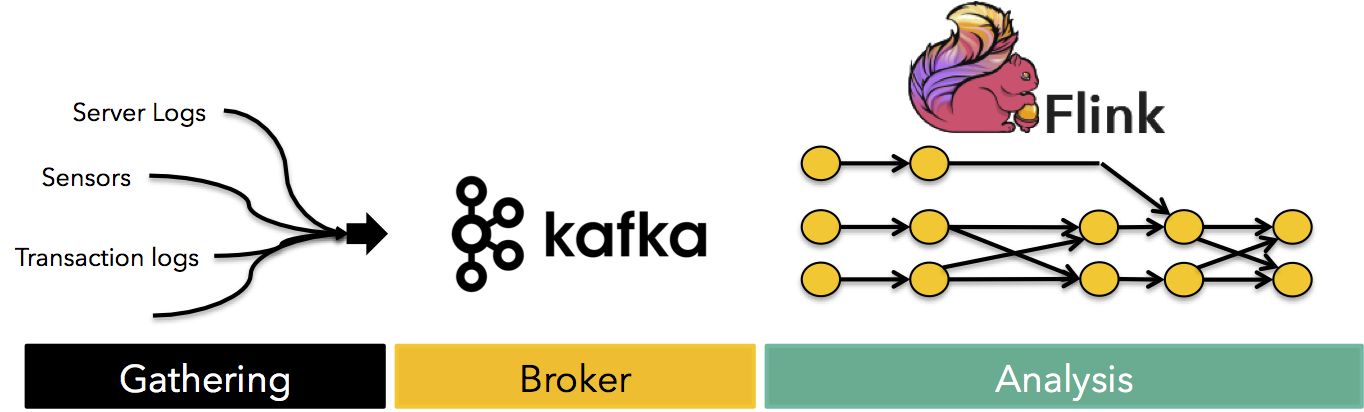 Server Logs
Sensors
Transaction logs
kafka
Flink
Gathering
Broker
Analysis